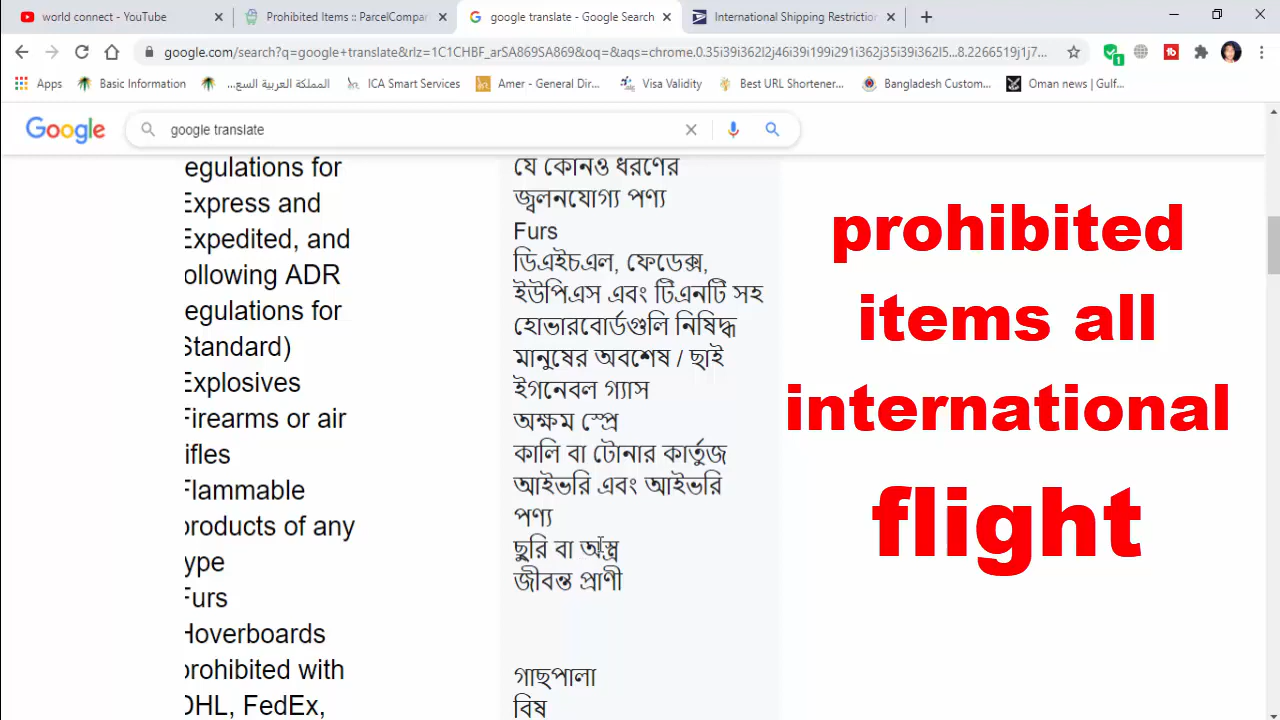 world connect - YouTube
Prohibited Items :: ParcelCompar
google translate - Google Search
International Shipping Restriction
google.com/search?q=google+translate&rlz=1C1CHBF_arSA869SA869&oq=&aqs=chrome.0.35i39i362l2j46i39i199i291i362j35i39i362l5...8.2266519j1j7...
Apps
Basic Information
المملكة العربية السع...
ICA Smart Services
Amer - General Dir...
Visa Validity
Best URL Shortener...
Bangladesh Custom...
Oman news | Gulf...
Google
google translate
egulations for
Express and
Expedited, and
ollowing ADR
egulations for
Standard)
Explosives
Firearms or air
ifles
Flammable
products of any
ype
Furs
Hoverboards
prohibited with
DHL, FedEx,
যে কোনও ধরণের
জ্বলনযোগ্য পণ্য
Furs
ডিএইচএল, ফেডেক্স,
ইউপিএস এবং টিএনটি সহ
হোভারবোর্ডগুলি নিষিদ্ধ
মানুষের অবশেষ / ছাই
ইগনেবল গ্যাস
অক্ষম স্প্রে
কালি বা টোনার কার্তুজ
আইভরি এবং আইভরি
পণ্য
ছুরি বা অস্ত্র
জীবন্ত প্রাণী
গাছপালা
বিষ
prohibited
items all
international
flight